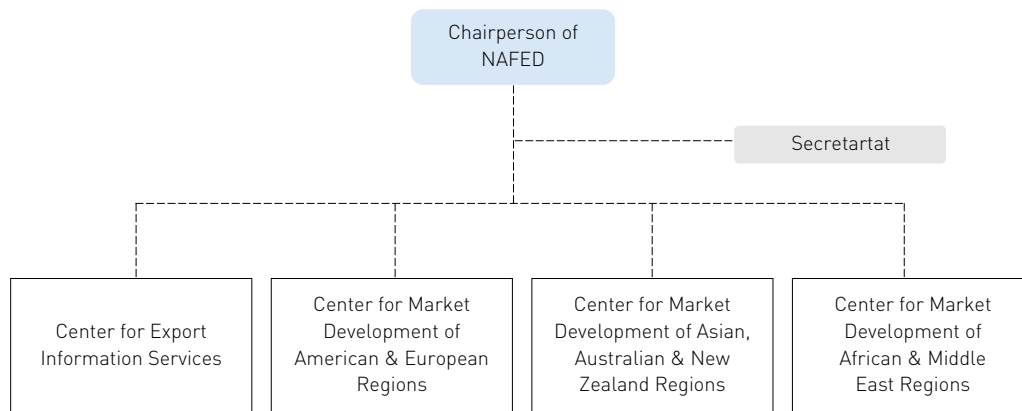 Chairperson of
NAFED
Secretartat
Center for Export
Information Services
Center for Market
Development of
American & European
Regions
Center for Market
Development of Asian,
Australian & New
Zealand Regions
Center for Market
Development of
African & Middle
East Regions